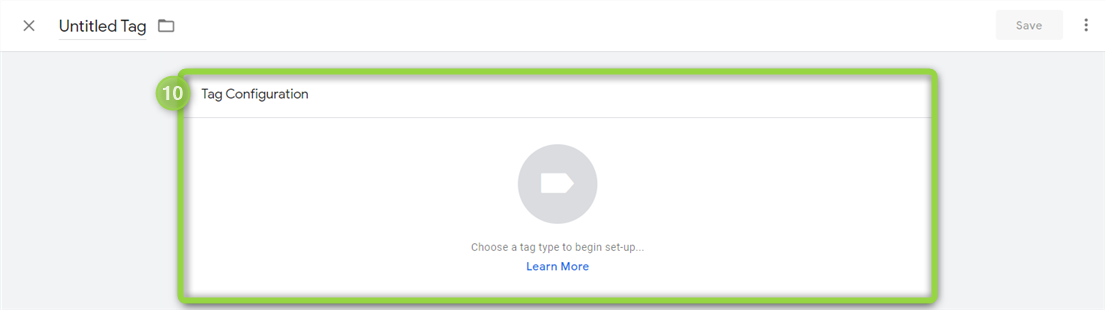 Untitled Tag
Save
10
Tag Configuration
Choose a tag type to begin set-up...
Learn More